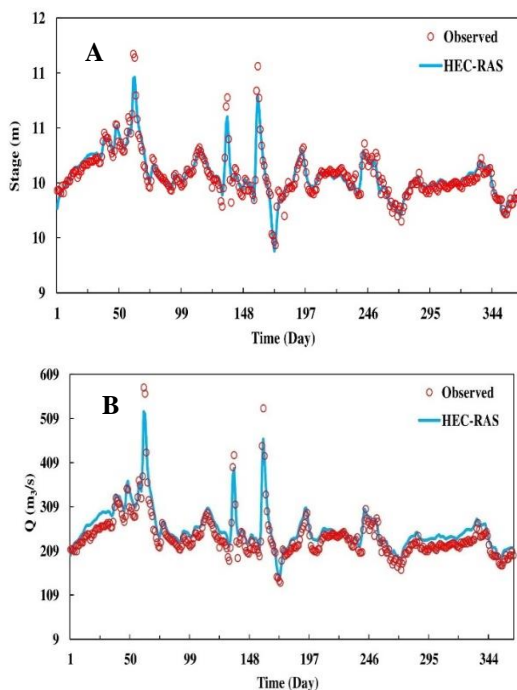 12
A
Observed
HEC-RAS
11
11
10
10
9
Stage (m)
1 50 99 148 197 246 295 344
Time (Day)
609
B
Observed
HEC-RAS
509
409
309
209
109
9
Q (m3/s)
1 50 99 148 197 246 295 344
Time (Day)